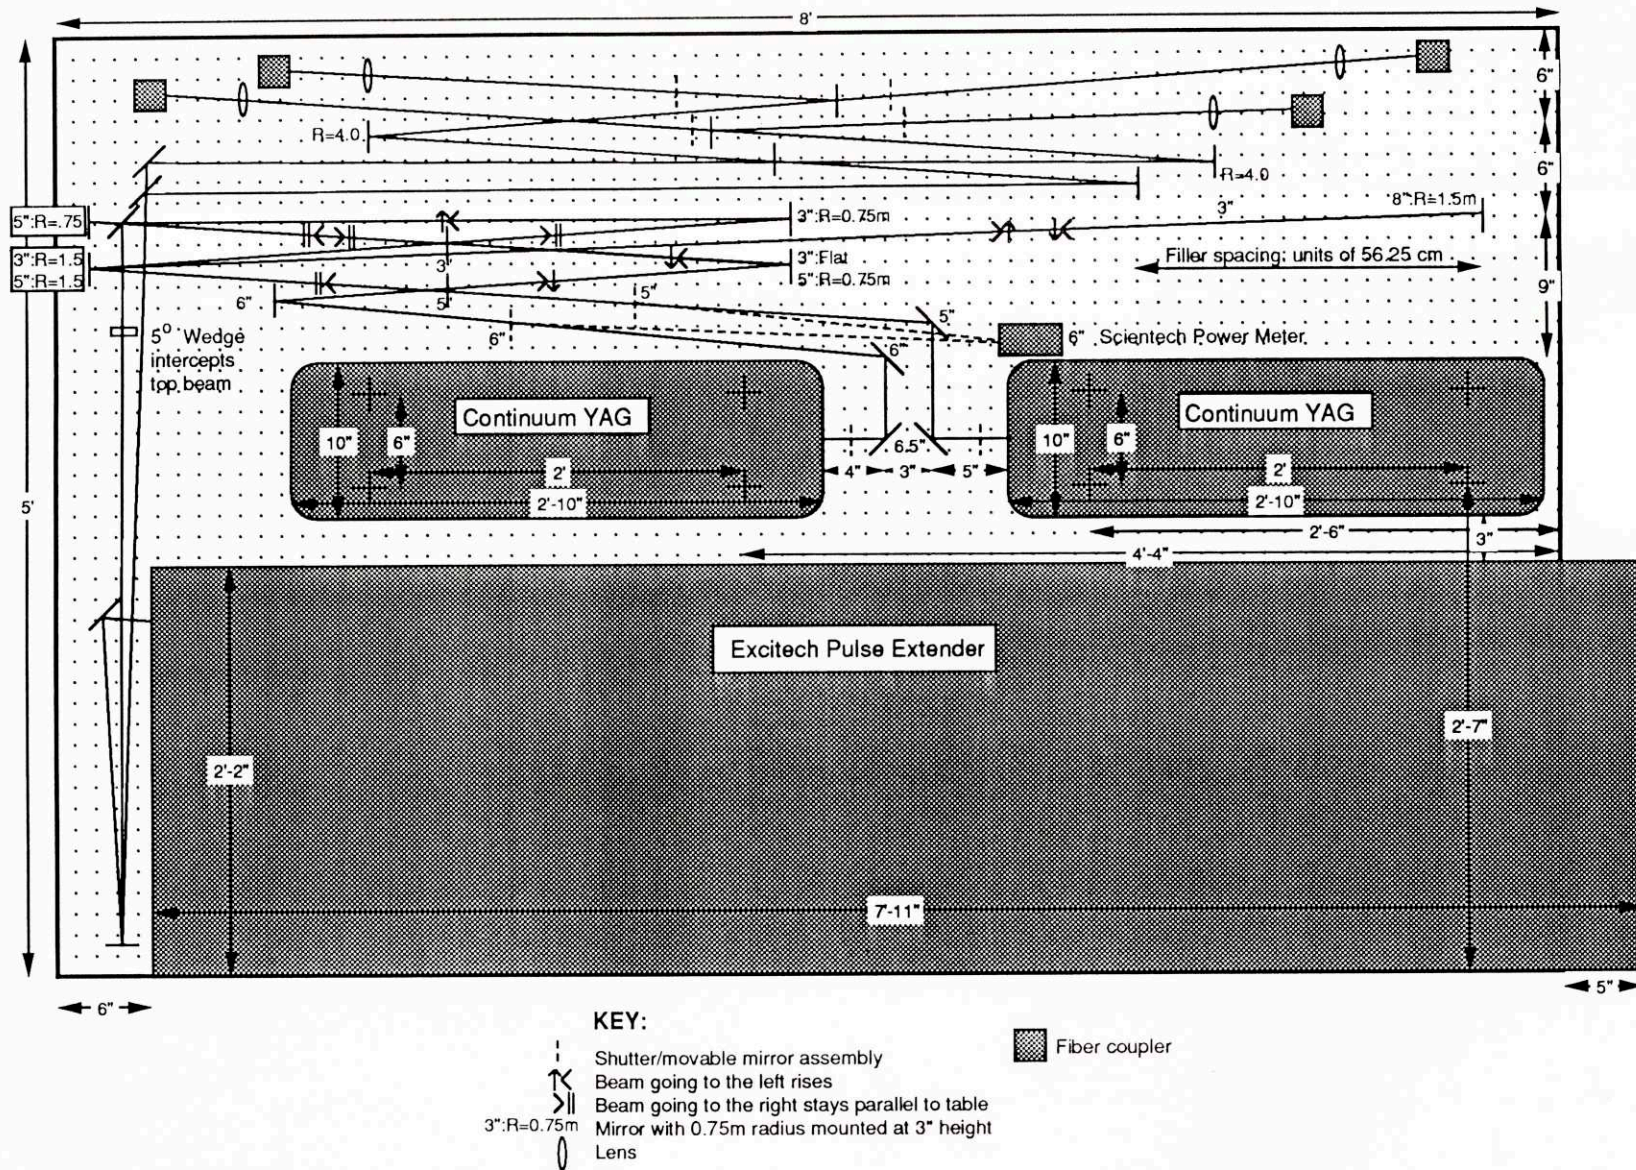 8'
6"
R=4.0.
6"
R=4.0
5":R=.75
3":R=0.75m
3"
8":R=1.5m
3":R=1.5
5":R=1.5
3"
3":Flat
5":R=0.75m
Filler spacing: units of 56.25 cm
9"
6"
5
5"
5"
5° Wedge
intercepts
top beam
6"
6"
6" Scientech Power Meter
Continuum YAG
Continuum YAG
10"
6"
6.5"
10"
6"
2'
4"
3"
5"
2'
2'-10"
2'-10"
5'
2'-6"
3"
4'-4"
Excitech Pulse Extender
2'-7"
2'-2"
7'-11"
6"
5"
KEY:
Shutter/movable mirror assembly
Fiber coupler
Beam going to the left rises
Beam going to the right stays parallel to table
3":R=0.75m Mirror with 0.75m radius mounted at 3" height
Lens